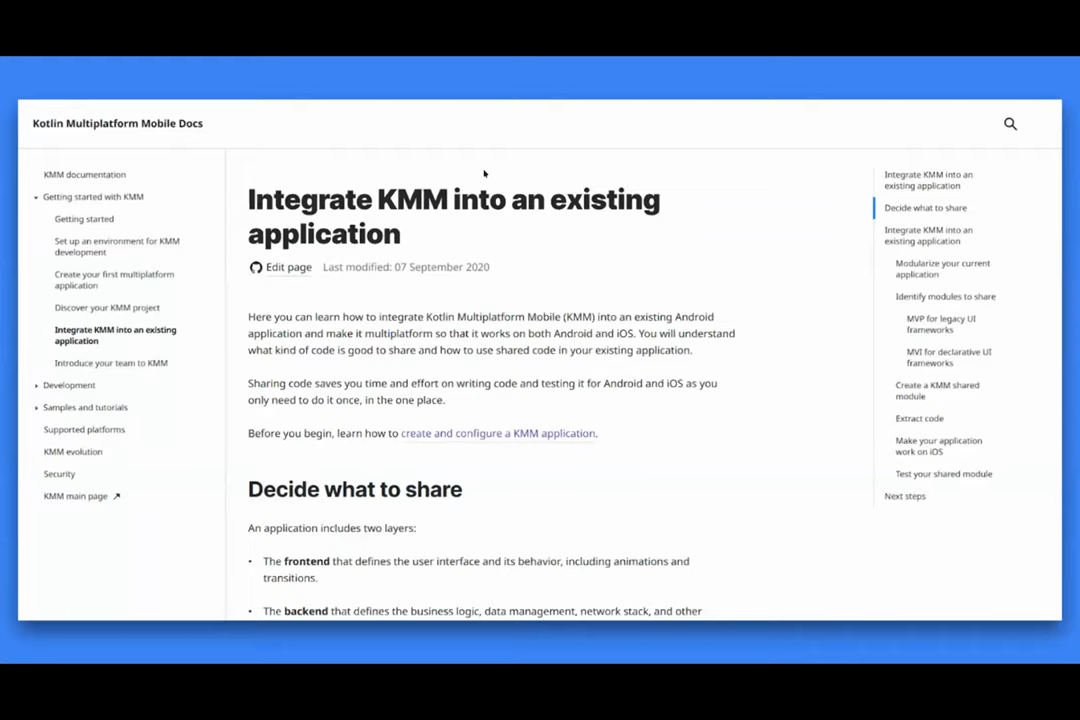 Kotlin Multiplatform Mobile Docs
KMM documentation
Getting started with KMM
Getting started
Set up an environment for KMM
development
Create your first multiplatform
application
Discover your KMM project
Integrate KMM into an existing
application
Introduce your team to KMM
Development
Samples and tutorials
Supported platforms
KMM evolution
Security
KMM main page
Integrate KMM into an existing
application
Edit page Last modified: 07 September 2020
Here you can learn how to integrate Kotlin Multiplatform Mobile (KMM) into an existing Android
application and make it multiplatform so that it works on both Android and iOS. You will understand
what kind of code is good to share and how to use shared code in your existing application.
Sharing code saves you time and effort on writing code and testing it for Android and iOS as you
only need to do it once, in the one place.
Before you begin, learn how to create and configure a KMM application.
Decide what to share
An application includes two layers:
• The frontend that defines the user interface and its behavior, including animations and
transitions.
• The backend that defines the business logic, data management, network stack, and other
Integrate KMM into an
existing application
Decide what to share
Integrate KMM into an
existing application
Modularize your current
application
Identify modules to share
MVP for legacy UI
frameworks
MVI for declarative UI
frameworks
Create a KMM shared
module
Extract code
Make your application
work on iOS
Test your shared module
Next steps